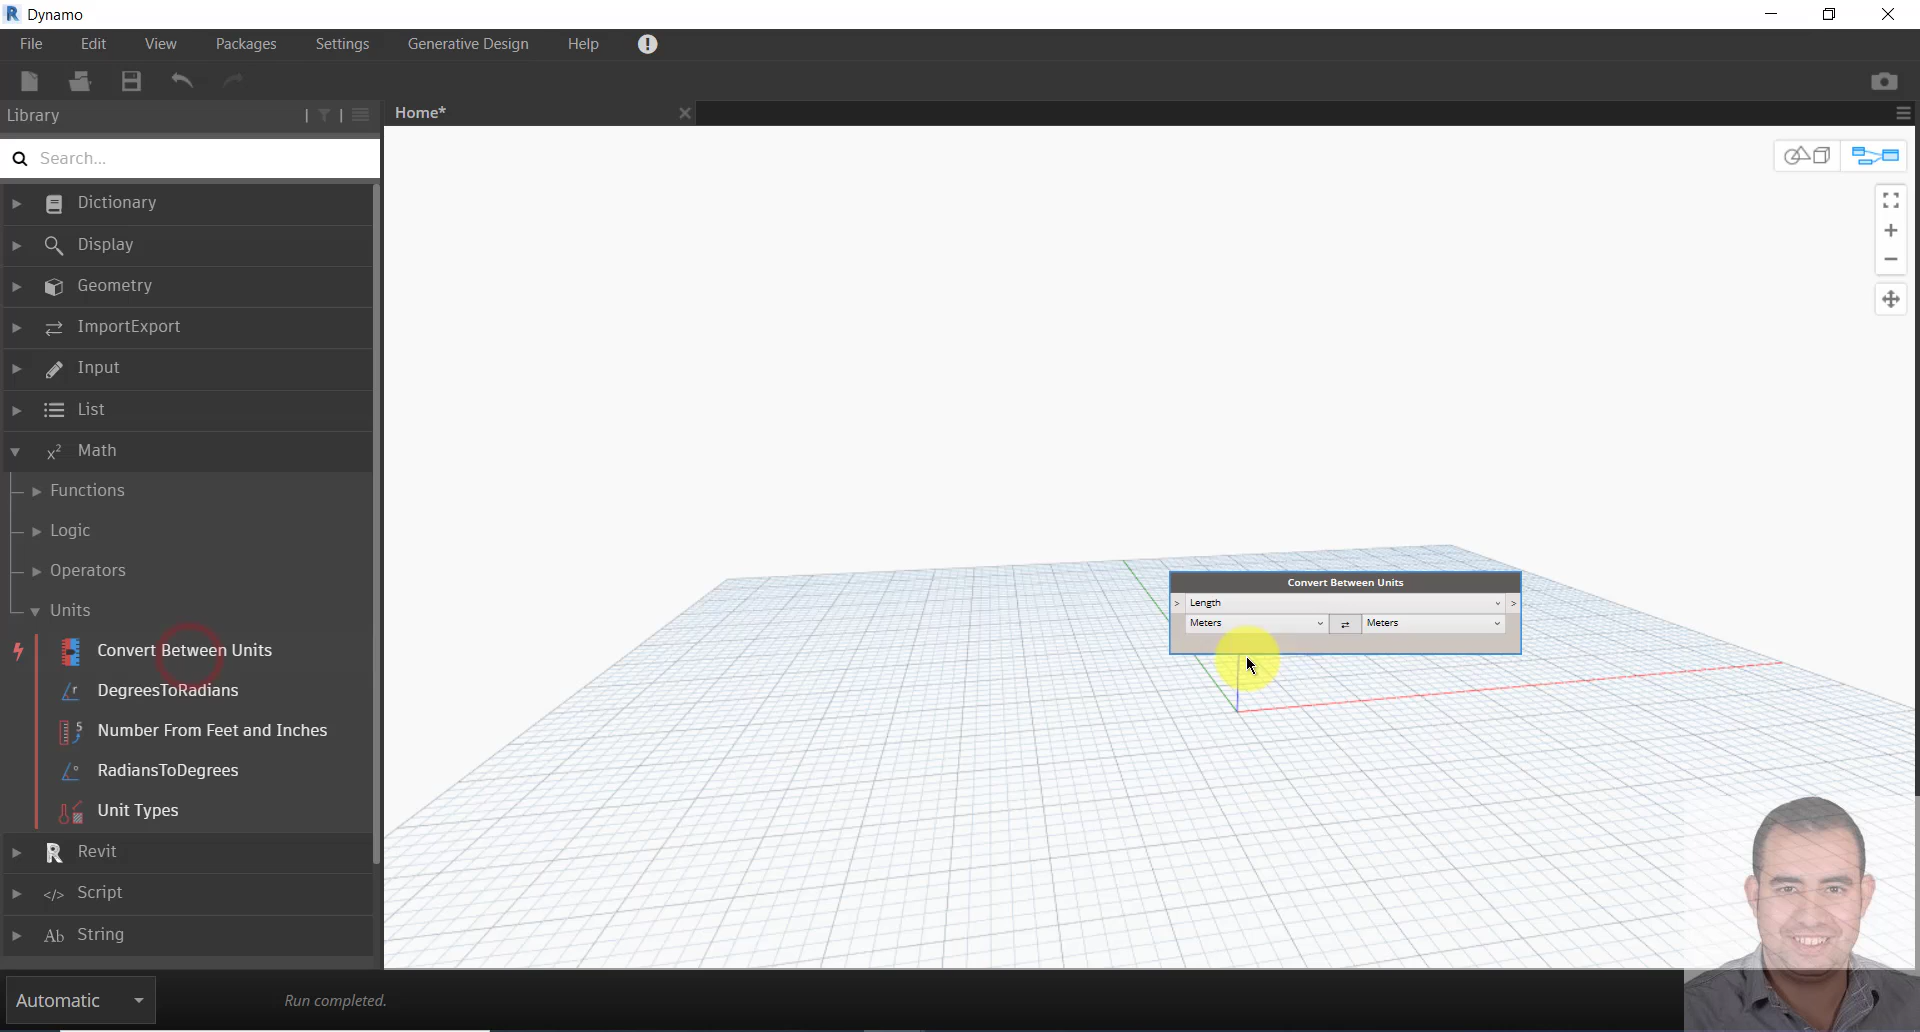 Dynamo
File Edit View Packages Settings Generative Design Help
Library
Home*
Search...
Dictionary
Display
Geometry
ImportExport
Input
List
Math
Functions
Logic
Operators
Units
Convert Between Units
DegreesToRadians
Number From Feet and Inches
RadiansToDegrees
Unit Types
Revit
Script
String
Convert Between Units
> Length >
Meters Meters
Automatic
Run completed.